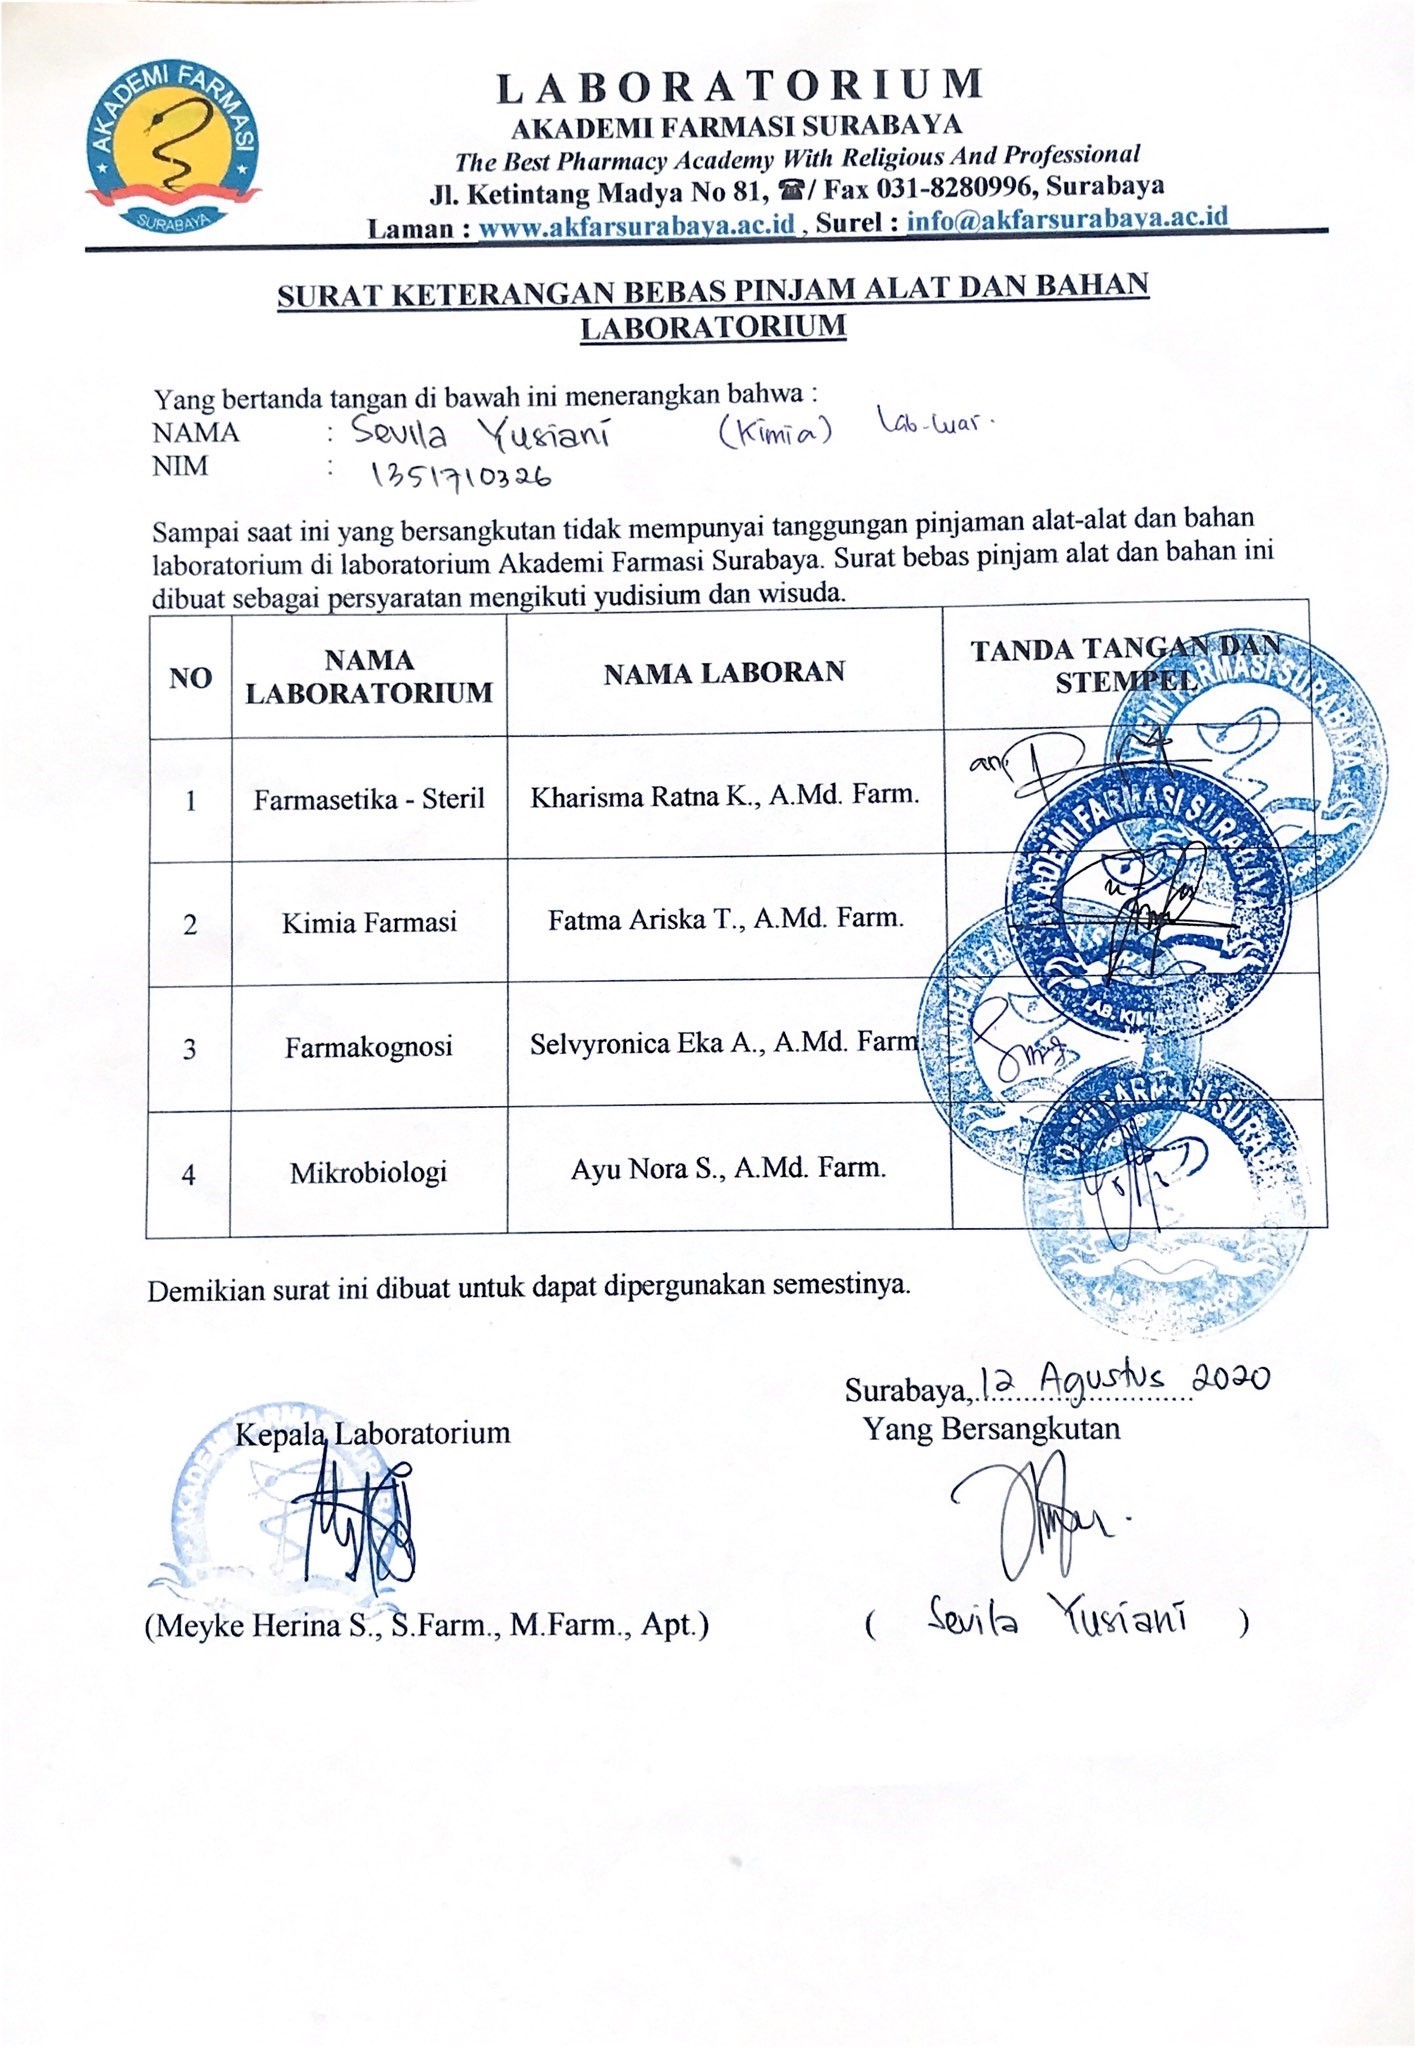 AKADEMI FARMASI
SURABAYA
LABORATORIUM
AKADEMI FARMASI SURABAYA
The Best Pharmacy Academy With Religious And Professional
Jl. Ketintang Madya No 81, ☎/ Fax 031-8280996, Surabaya
Laman : www.akfarsurabaya.ac.id , Surel : info@akfarsurabaya.ac.id
SURAT KETERANGAN BEBAS PINJAM ALAT DAN BAHAN
LABORATORIUM
Yang bertanda tangan di bawah ini menerangkan bahwa :
NAMA : Sevila Yusiani (Kimia) Lab-luar.
NIM : 1351710326
Sampai saat ini yang bersangkutan tidak mempunyai tanggungan pinjaman alat-alat dan bahan
laboratorium di laboratorium Akademi Farmasi Surabaya. Surat bebas pinjam alat dan bahan ini
dibuat sebagai persyaratan mengikuti yudisium dan wisuda.
NO NAMA LABORATORIUM NAMA LABORAN TANDA TANGAN DAN STEMPEL
1 Farmasetika - Steril Kharisma Ratna K., A.Md. Farm. an.
2 Kimia Farmasi Fatma Ariska T., A.Md. Farm.
AKADEMI FARMASI SURABAYA
3 Farmakognosi Selvyronica Eka A., A.Md. Farm.
4 Mikrobiologi Ayu Nora S., A.Md. Farm.
Demikian surat ini dibuat untuk dapat dipergunakan semestinya.
Surabaya, 12 Agustus 2020
Kepala Laboratorium Yang Bersangkutan
(Meyke Herina S., S.Farm., M.Farm., Apt.) ( Sevila Yusiani )